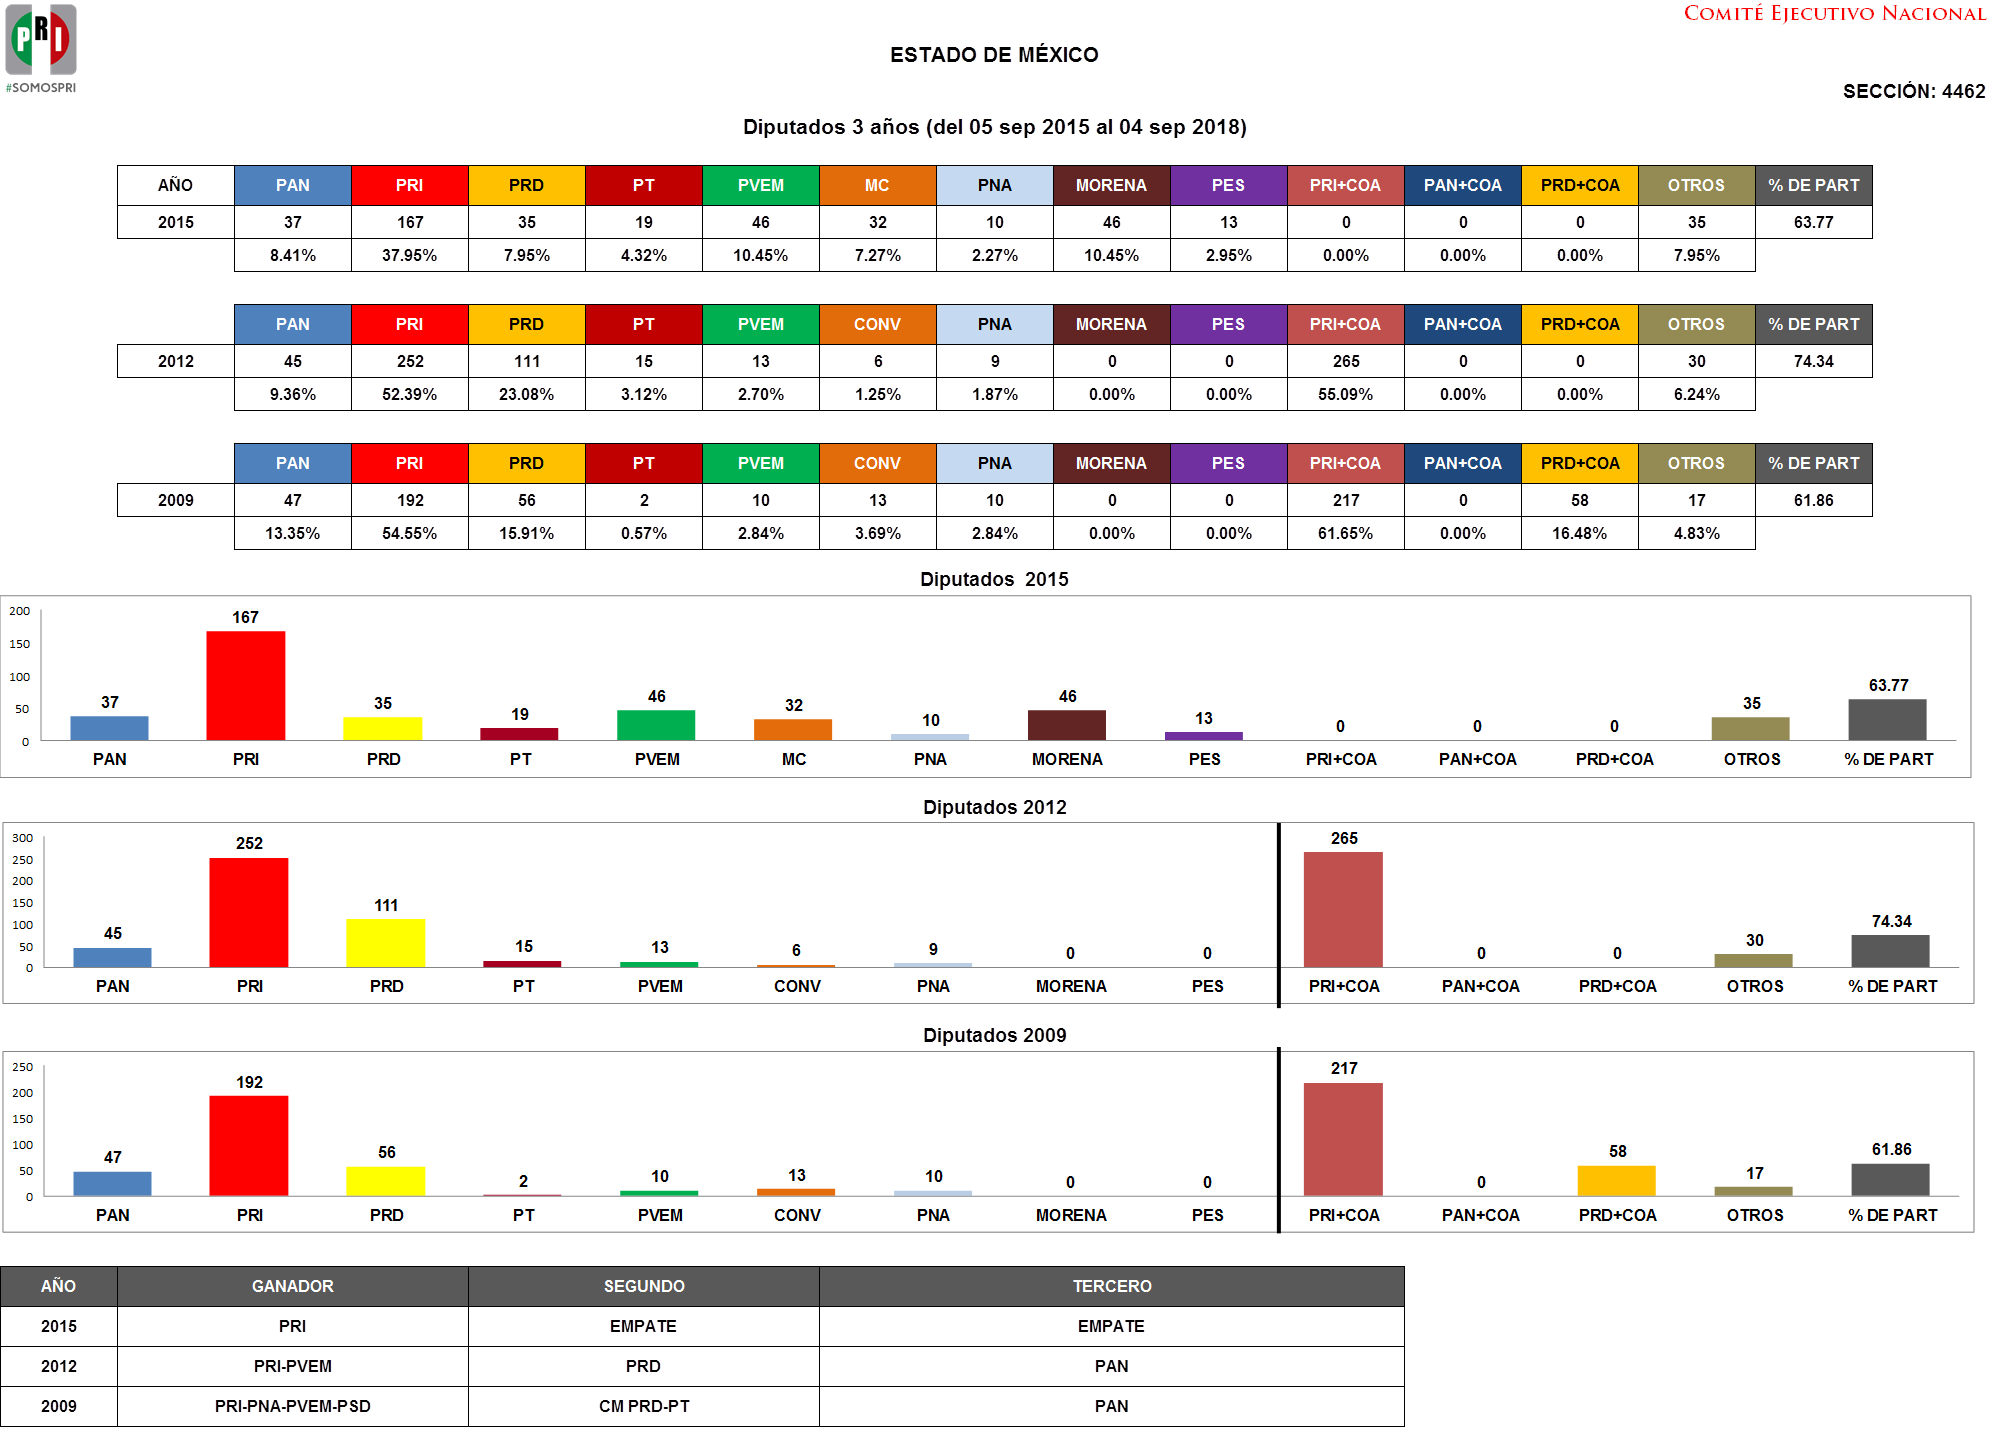 PRI
#SOMOSPRI
COMITÉ EJECUTIVO NACIONAL
ESTADO DE MÉXICO
SECCIÓN: 4462
Diputados 3 años (del 05 sep 2015 al 04 sep 2018)
AÑO PAN PRI PRD PT PVEM MC PNA MORENA PES PRI+COA PAN+COA PRD+COA OTROS % DE PART
2015 37 167 35 19 46 32 10 46 13 0 0 0 35 63.77
8.41% 37.95% 7.95% 4.32% 10.45% 7.27% 2.27% 10.45% 2.95% 0.00% 0.00% 0.00% 7.95%
PAN PRI PRD PT PVEM CONV PNA MORENA PES PRI+COA PAN+COA PRD+COA OTROS % DE PART
2012 45 252 111 15 13 6 9 0 0 265 0 0 30 74.34
9.36% 52.39% 23.08% 3.12% 2.70% 1.25% 1.87% 0.00% 0.00% 55.09% 0.00% 0.00% 6.24%
PAN PRI PRD PT PVEM CONV PNA MORENA PES PRI+COA PAN+COA PRD+COA OTROS % DE PART
2009 47 192 56 2 10 13 10 0 0 217 0 58 17 61.86
13.35% 54.55% 15.91% 0.57% 2.84% 3.69% 2.84% 0.00% 0.00% 61.65% 0.00% 16.48% 4.83%
Diputados 2015
200
150
100
50
0
37 167 35 19 46 32 10 46 13 0 0 0 35 63.77
PAN PRI PRD PT PVEM MC PNA MORENA PES PRI+COA PAN+COA PRD+COA OTROS % DE PART
Diputados 2012
300
250
200
150
100
50
0
45 252 111 15 13 6 9 0 0 265 0 0 30 74.34
PAN PRI PRD PT PVEM CONV PNA MORENA PES PRI+COA PAN+COA PRD+COA OTROS % DE PART
Diputados 2009
250
200
150
100
50
0
47 192 56 2 10 13 10 0 0 217 0 58 17 61.86
PAN PRI PRD PT PVEM CONV PNA MORENA PES PRI+COA PAN+COA PRD+COA OTROS % DE PART
AÑO GANADOR SEGUNDO TERCERO
2015 PRI EMPATE EMPATE
2012 PRI-PVEM PRD PAN
2009 PRI-PNA-PVEM-PSD CM PRD-PT PAN